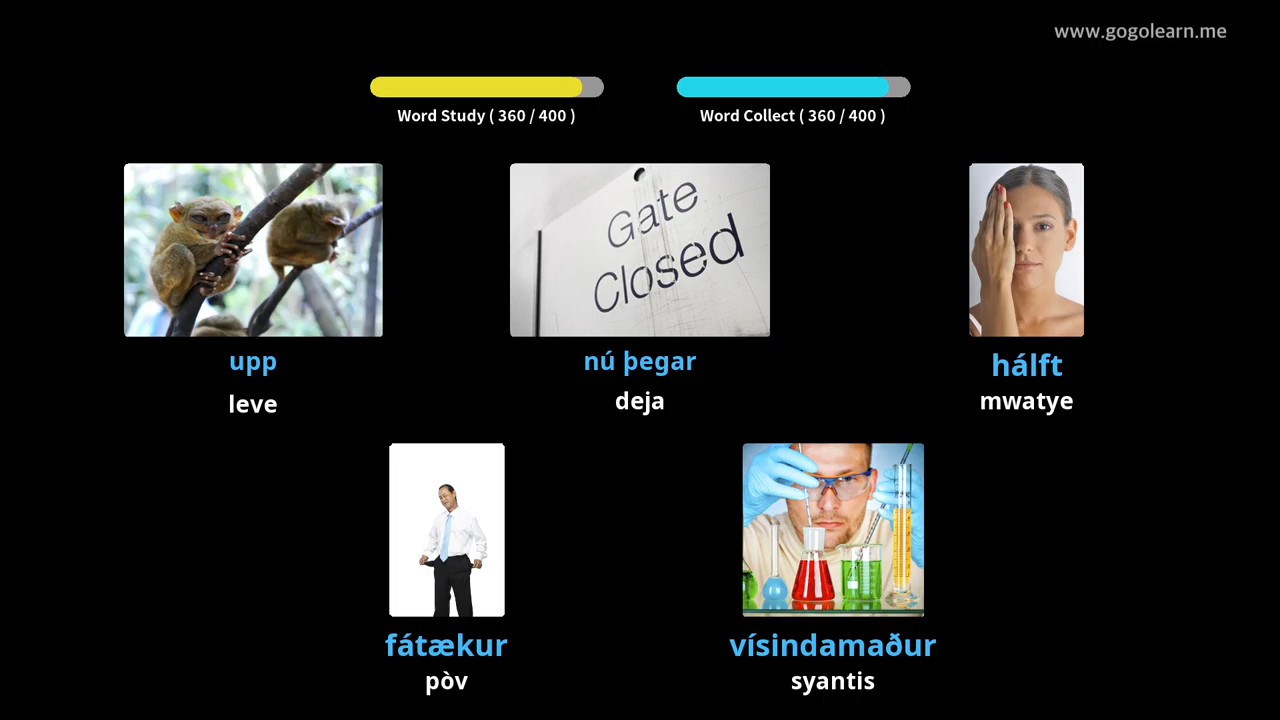 www.gogolearn.me
Word Study ( 360 / 400 )
Word Collect ( 360 / 400 )
Gate
Closed
upp
leve
nú þegar
deja
hálft
mwatye
fátækur
pòv
vísindamaður
syantis